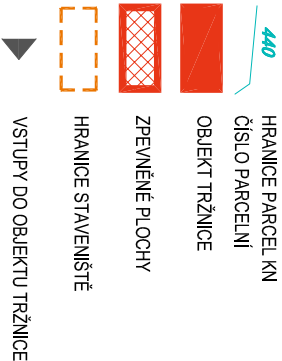 440
HRANICE PARCEL KN
ČÍSLO PARCELNÍ
OBJEKT TRŽNICE
ZPEVNĚNÉ PLOCHY
HRANICE STAVENIŠTĚ
VSTUPY DO OBJEKTU TRŽNICE